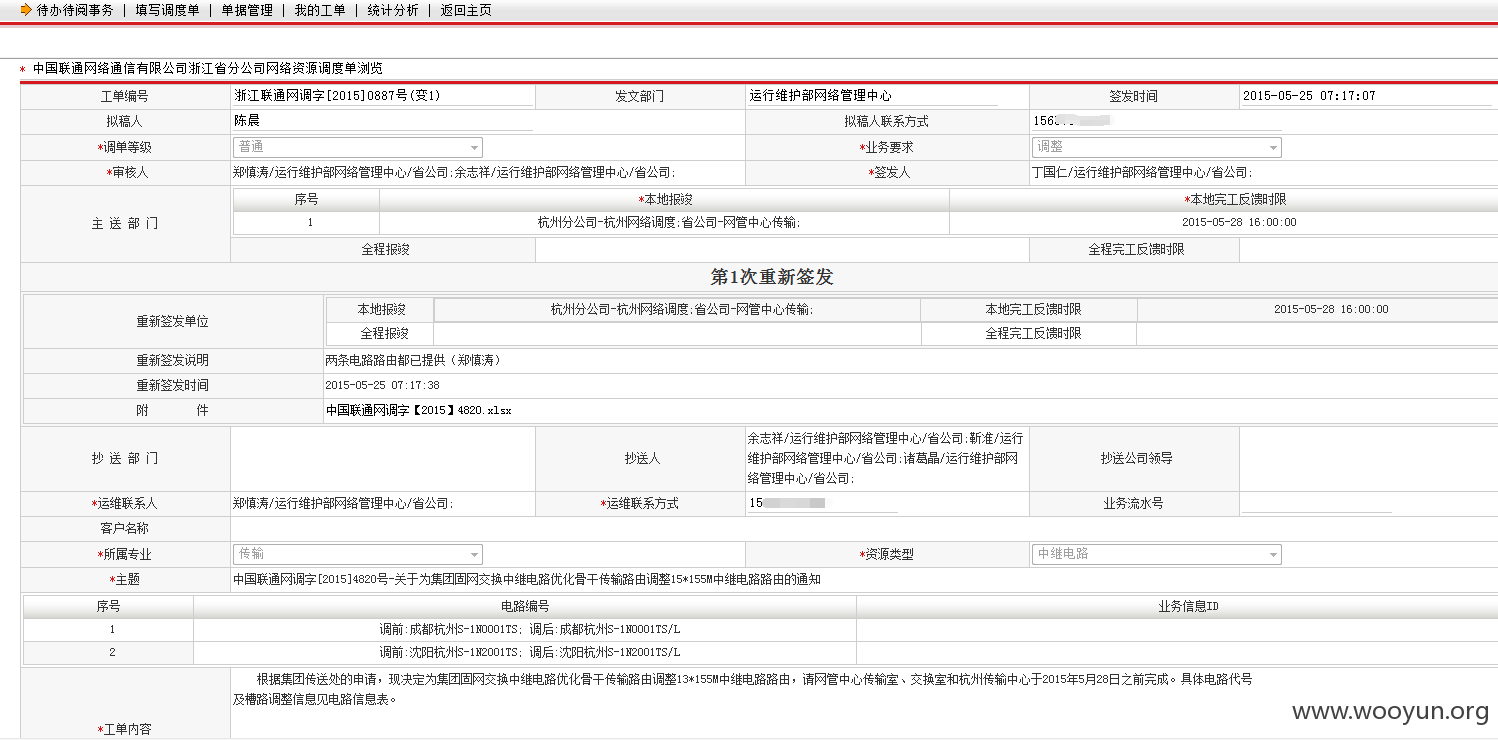 待办待阅事务 | 填写调度单 | 单据管理 | 我的工单 | 统计分析 | 返回主页
* 中国联通网络通信有限公司浙江省分公司网络资源调度单浏览
工单编号 浙江联通网调字[2015]0887号(变1) 发文部门 运行维护部网络管理中心 签发时间 2015-05-25 07:17:07
拟稿人 陈晨 拟稿人联系方式 156
*调单等级 普通 *业务要求 调整
*审核人 郑慎涛/运行维护部网络管理中心/省公司;余志祥/运行维护部网络管理中心/省公司; *签发人 丁国仁/运行维护部网络管理中心/省公司;
主送部门
序号 *本地报竣 *本地完工反馈时限
1 杭州分公司-杭州网络调度;省公司-网管中心传输; 2015-05-28 16:00:00
全程报竣 全程完工反馈时限
第1次重新签发
重新签发单位
本地报竣 杭州分公司-杭州网络调度;省公司-网管中心传输; 本地完工反馈时限 2015-05-28 16:00:00
全程报竣 全程完工反馈时限
重新签发说明 两条电路路由都已提供（郑慎涛）
重新签发时间 2015-05-25 07:17:38
附 件 中国联通网调字【2015】4820.xlsx
抄送部门 抄送人
余志祥/运行维护部网络管理中心/省公司;靳淮/运行
维护部网络管理中心/省公司;诸葛晶/运行维护部网
络管理中心/省公司;
抄送公司领导
*运维联系人 郑慎涛/运行维护部网络管理中心/省公司; *运维联系方式 15 业务流水号
客户名称
*所属专业 传输 *资源类型 中继电路
*主题 中国联通网调字[2015]4820号-关于为集团固网交换中继电路优化骨干传输路由调整15*155M中继电路路由的通知
序号 电路编号 业务信息ID
1 调前:成都杭州S-1N0001TS; 调后:成都杭州S-1N0001TS/L
2 调前:沈阳杭州S-1N2001TS; 调后:沈阳杭州S-1N2001TS/L
*工单内容
根据集团传送处的申请，现决定为集团固网交换中继电路优化骨干传输路由调整13*155M中继电路路由，请网管中心传输室、交换室和杭州传输中心于2015年5月28日之前完成。具体电路代号
及槽路调整信息见电路信息表。
www.wooyun.org